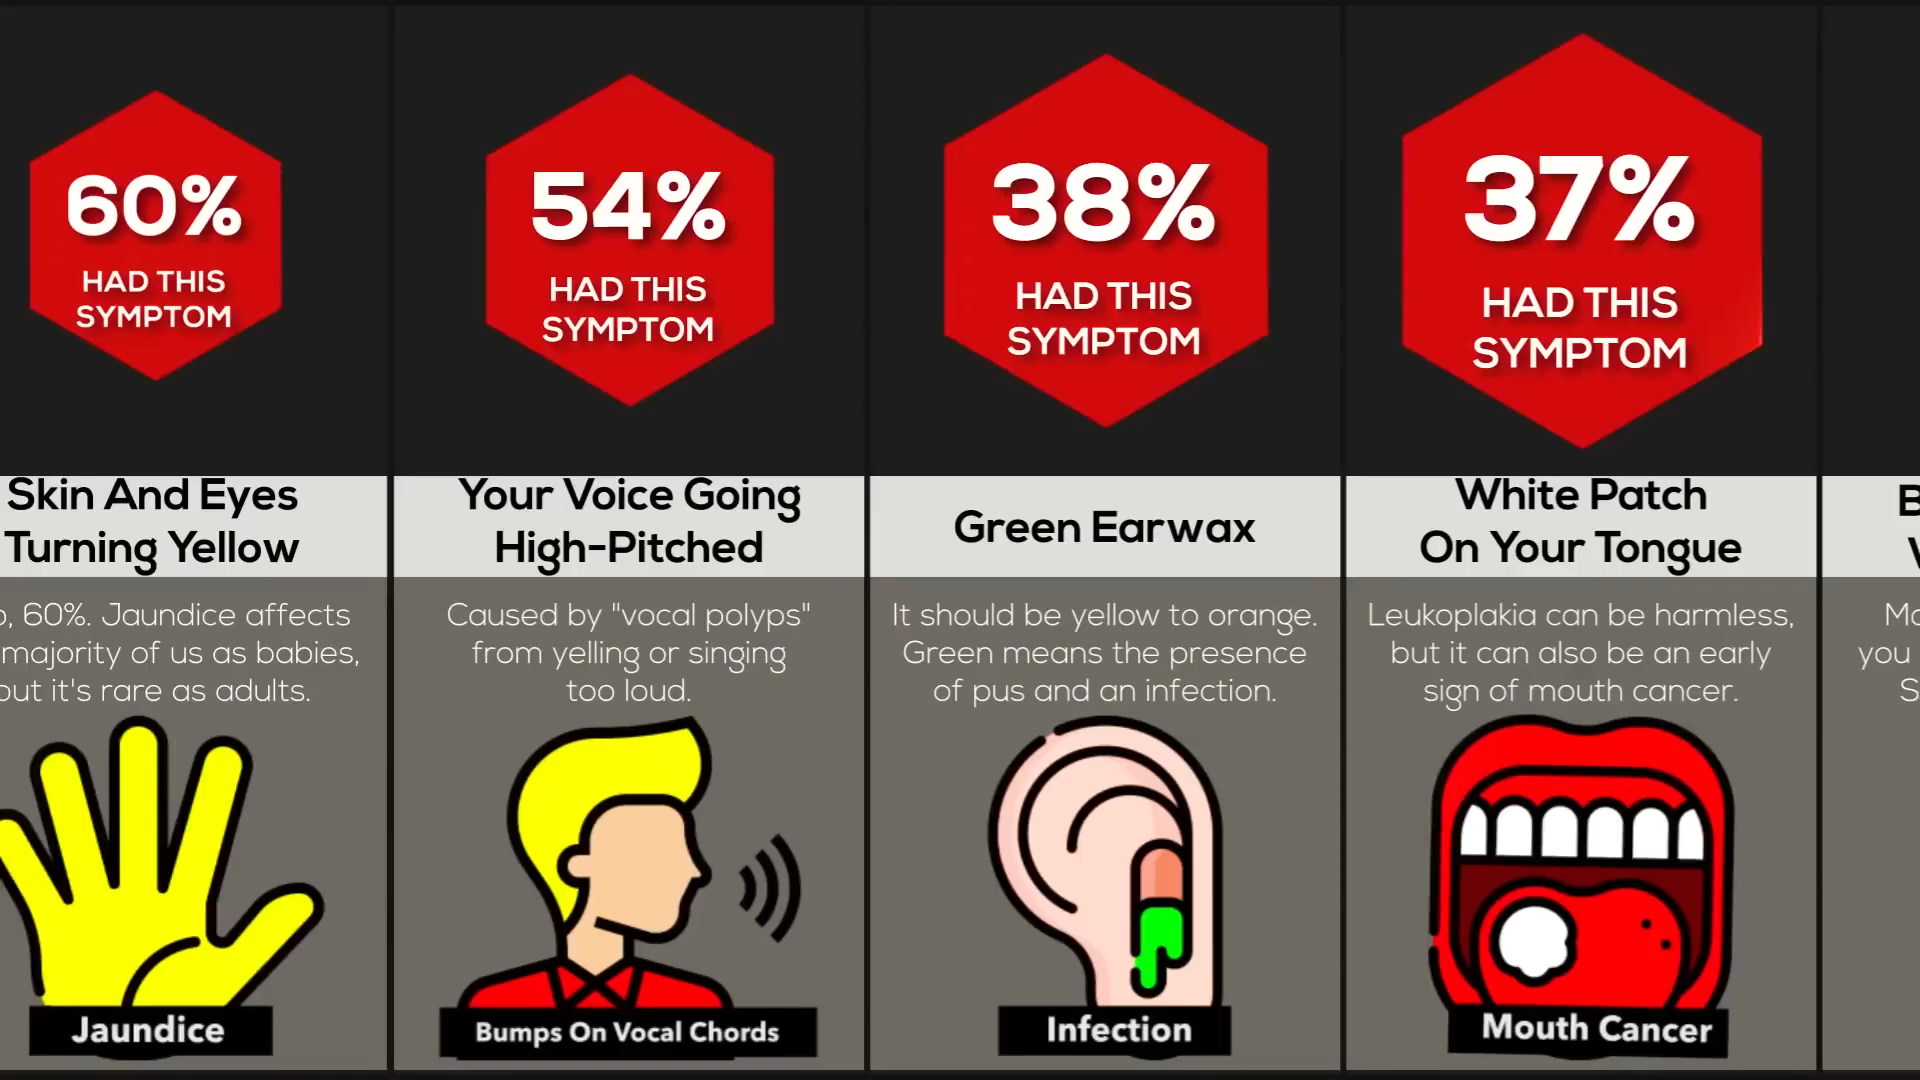 60%
HAD THIS
SYMPTOM
Skin And Eyes
Turning Yellow
60%. Jaundice affects
majority of us as babies,
but it's rare as adults.
Jaundice
54%
HAD THIS
SYMPTOM
Your Voice Going
High-Pitched
Caused by "vocal polyps"
from yelling or singing
too loud.
Bumps On Vocal Chords
38%
HAD THIS
SYMPTOM
Green Earwax
It should be yellow to orange.
Green means the presence
of pus and an infection.
Infection
37%
HAD THIS
SYMPTOM
White Patch
On Your Tongue
Leukoplakia can be harmless,
but it can also be an early
sign of mouth cancer.
Mouth Cancer
you